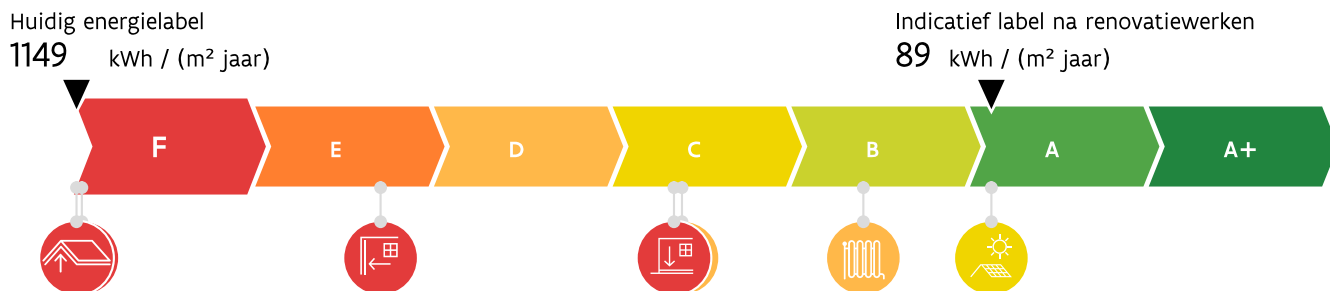 Huidig energielabel
1149 kWh / (m² jaar)
Indicatief label na renovatiewerken
89 kWh / (m² jaar)
F E D C B A A+